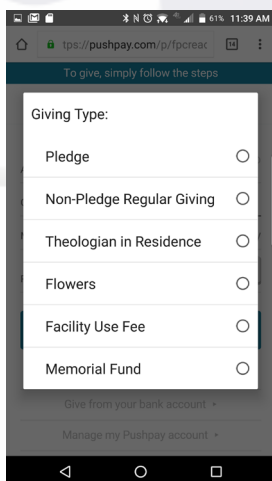 61% 11:39 AM
tps://pushpay.com/p/fpcreac 14
To give, simply follow the steps
Giving Type:
Pledge
Non-Pledge Regular Giving
Theologian in Residence
Flowers
Facility Use Fee
Memorial Fund
Give from your bank account
Manage my Pushpay account